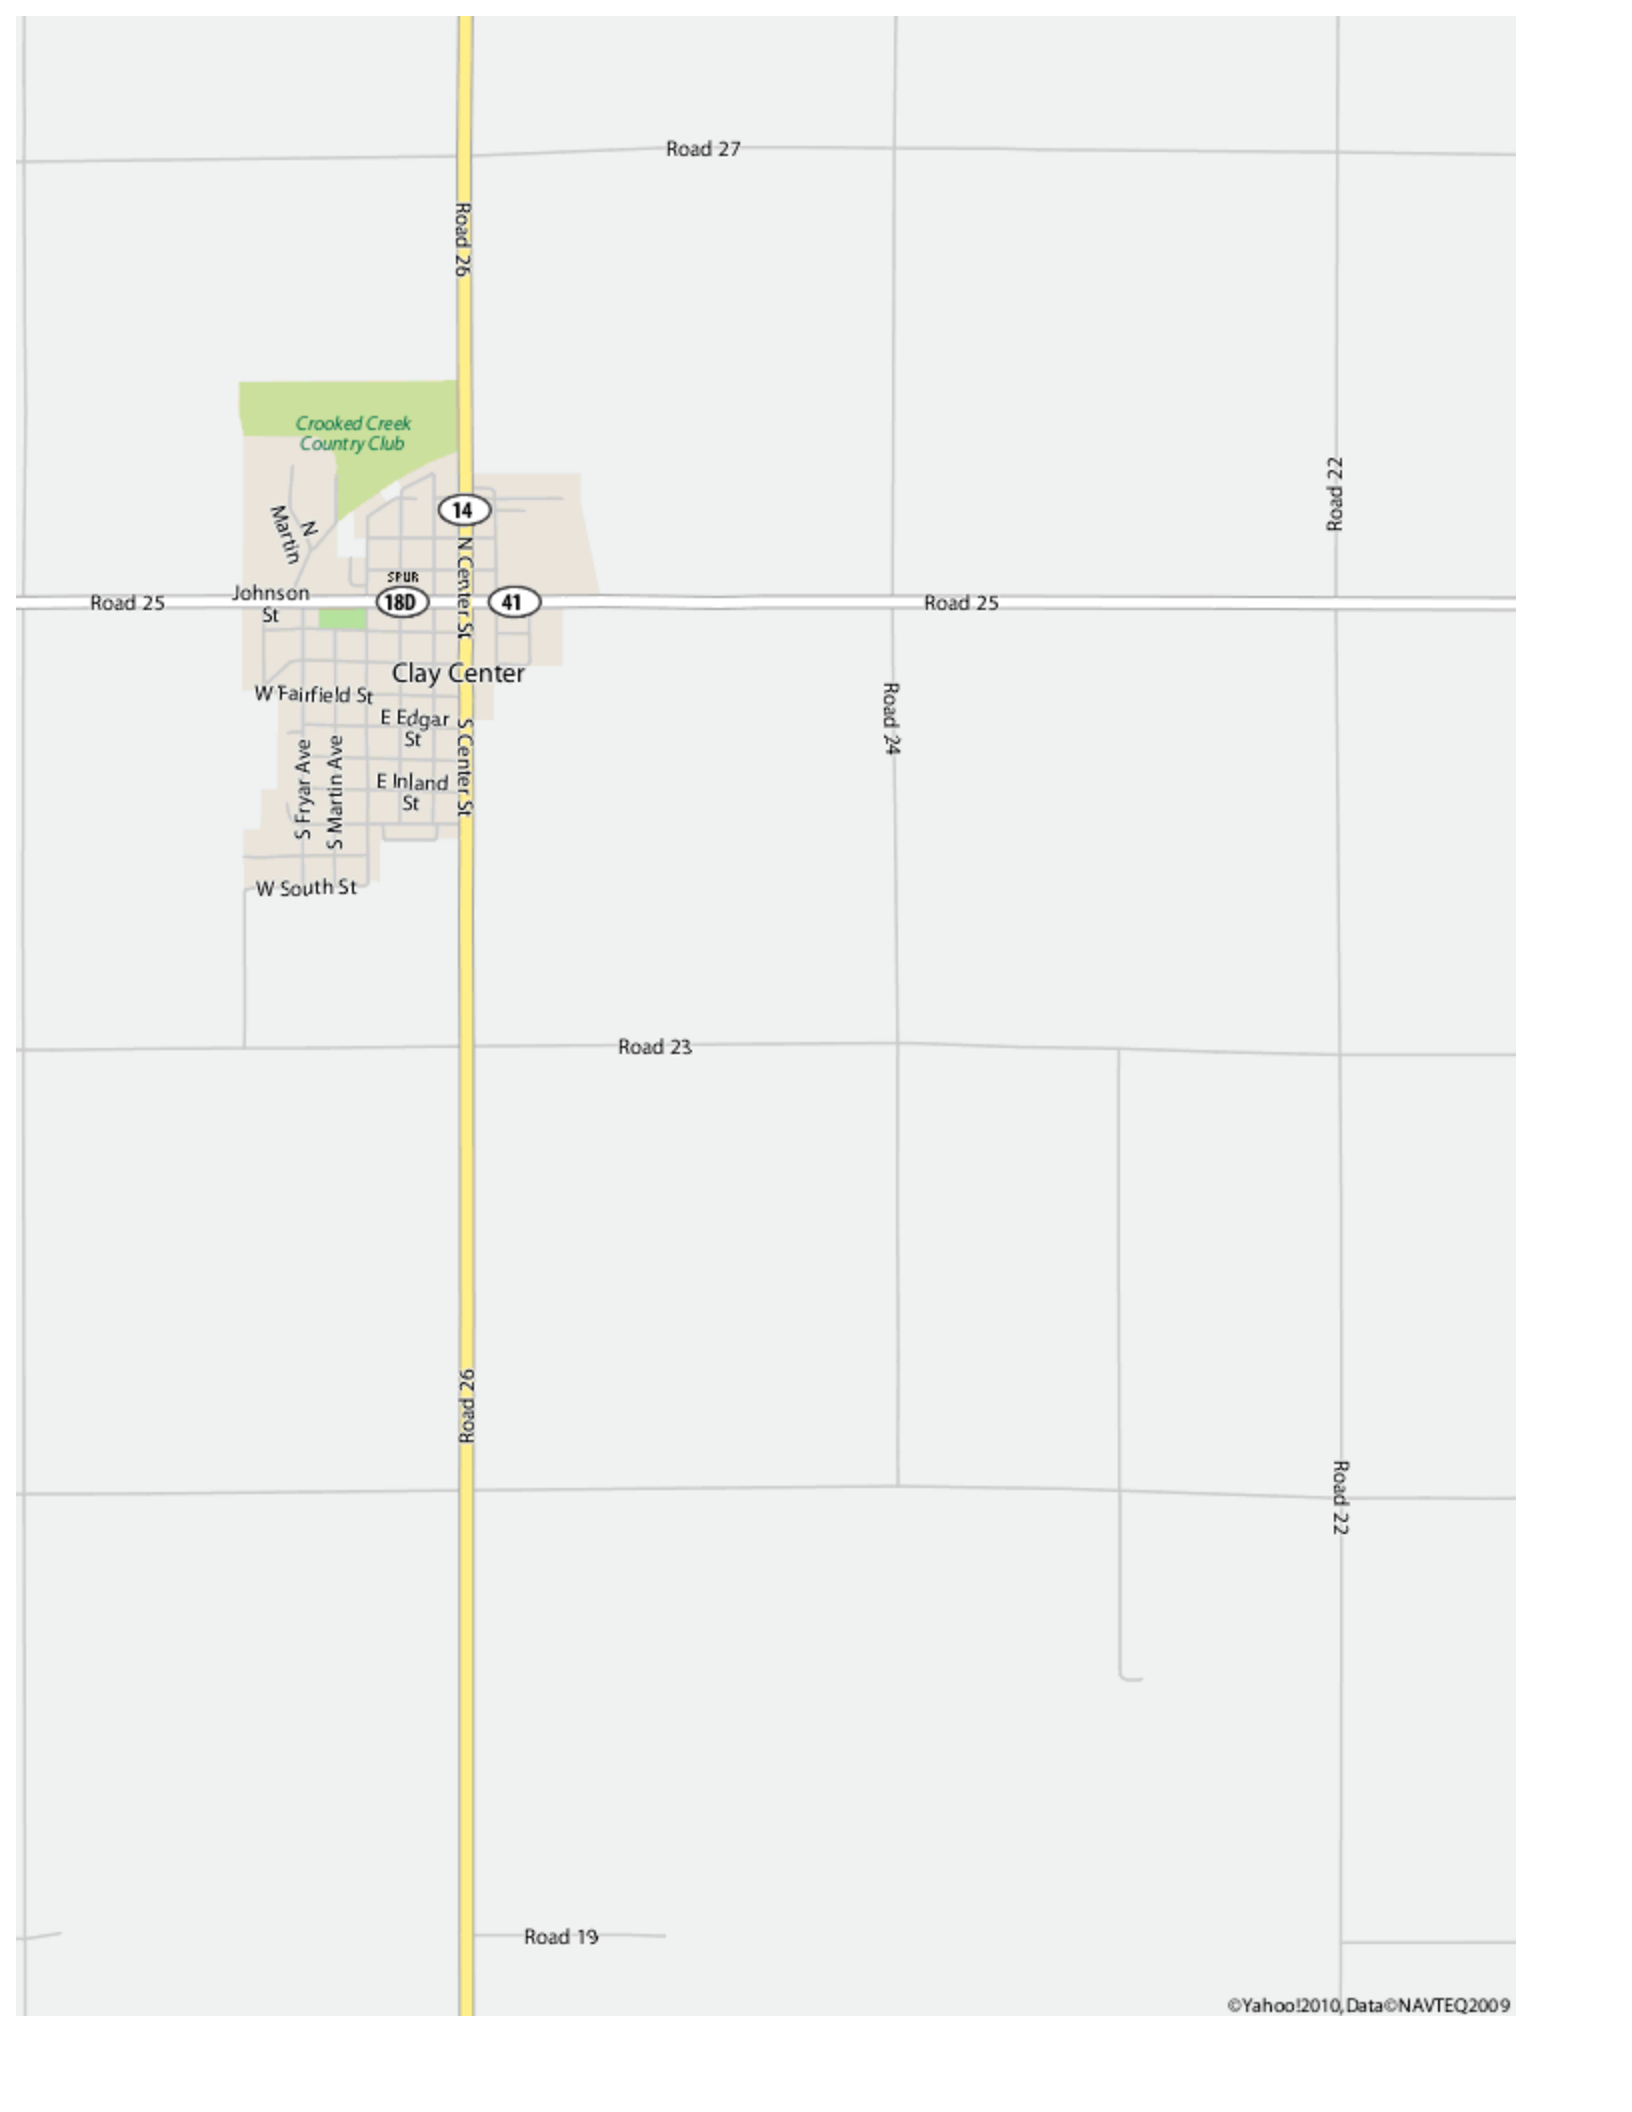 Road 27
Road 26
Crooked Creek
Country Club
Road 22
14
N
Martin
N Center St
SPUR
18D
41
Johnson
St
Road 25
Road 25
Clay Center
W Fairfield St
E Edgar
St
S Center St
Road 24
S Fryar Ave
S Martin Ave
E Inland
St
W South St
Road 23
Road 26
Road 22
Road 19
©Yahoo!2010,Data©NAVTEQ2009